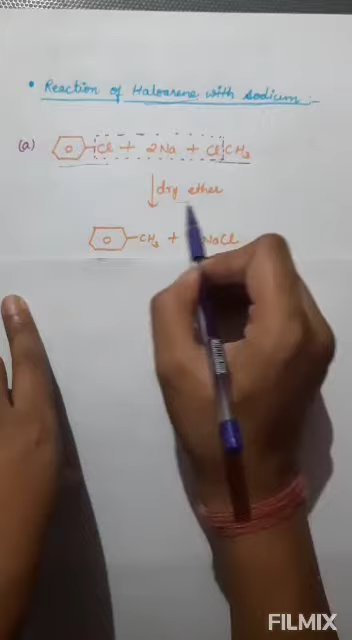 • Reaction of Haloarene with sodium :-
(a) Cl + 2Na + Cl CH3
dry ether
CH3 + NaCl
FILMIX